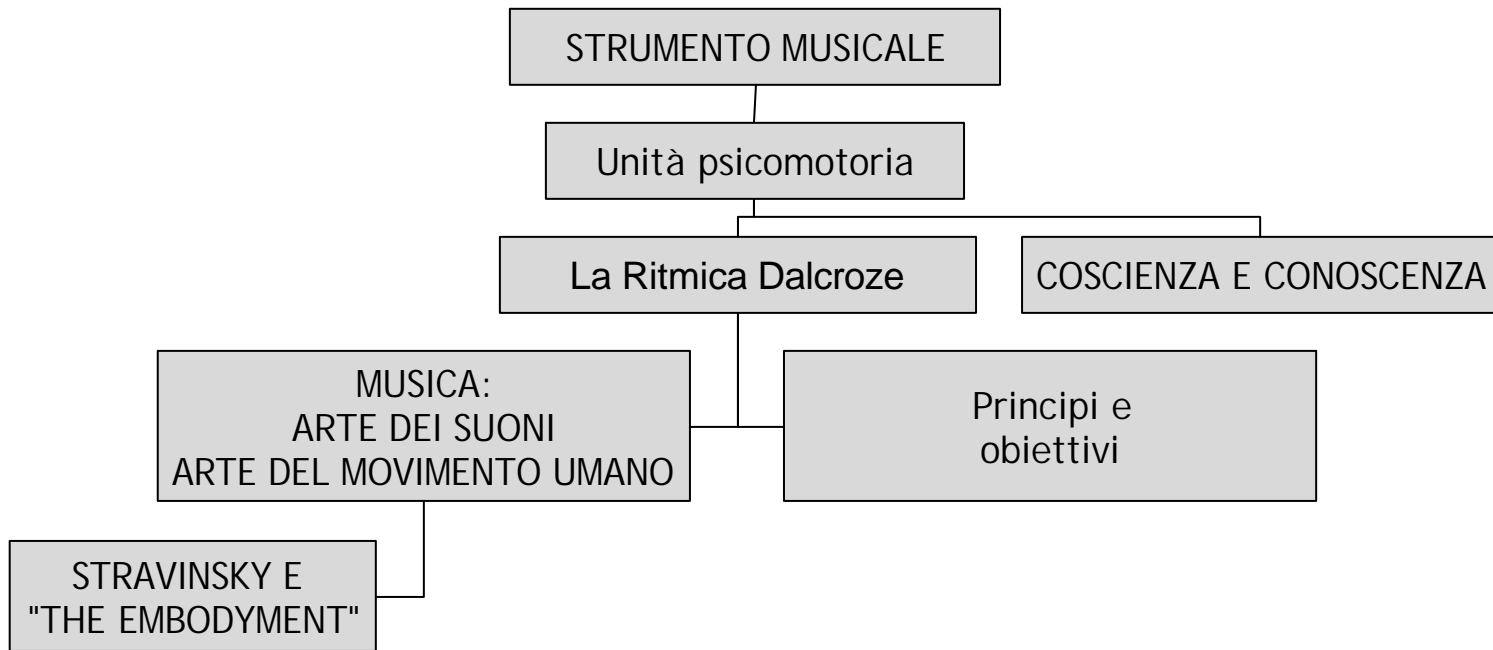 STRUMENTO MUSICALE
Unità psicomotoria
La Ritmica Dalcroze
COSCIENZA E CONOSCENZA
MUSICA:
ARTE DEI SUONI
ARTE DEL MOVIMENTO UMANO
Principi e
obiettivi
STRAVINSKY E
"THE EMBODYMENT"